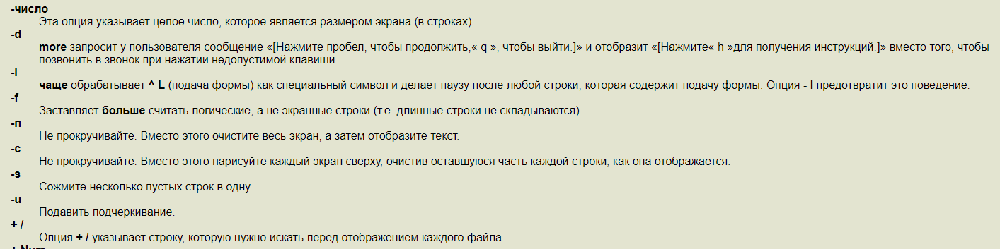 -число
Эта опция указывает целое число, которое является размером экрана (в строках).
-d
more запросит у пользователя сообщение «[Нажмите пробел, чтобы продолжить,« q », чтобы выйти.]» и отобразит «[Нажмите« h »для получения инструкций.]» вместо того, чтобы
позвонить в звонок при нажатии недопустимой клавиши.
-l
чаще обрабатывает ^ L (подача формы) как специальный символ и делает паузу после любой строки, которая содержит подачу формы. Опция - l предотвратит это поведение.
-f
Заставляет больше считать логические, а не экранные строки (т.е. длинные строки не складываются).
-п
Не прокручивайте. Вместо этого очистите весь экран, а затем отобразите текст.
-c
Не прокручивайте. Вместо этого нарисуйте каждый экран сверху, очистив оставшуюся часть каждой строки, как она отображается.
-s
Сожмите несколько пустых строк в одну.
-u
Подавить подчеркивание.
+ /
Опция + / указывает строку, которую нужно искать перед отображением каждого файла.
+ Num